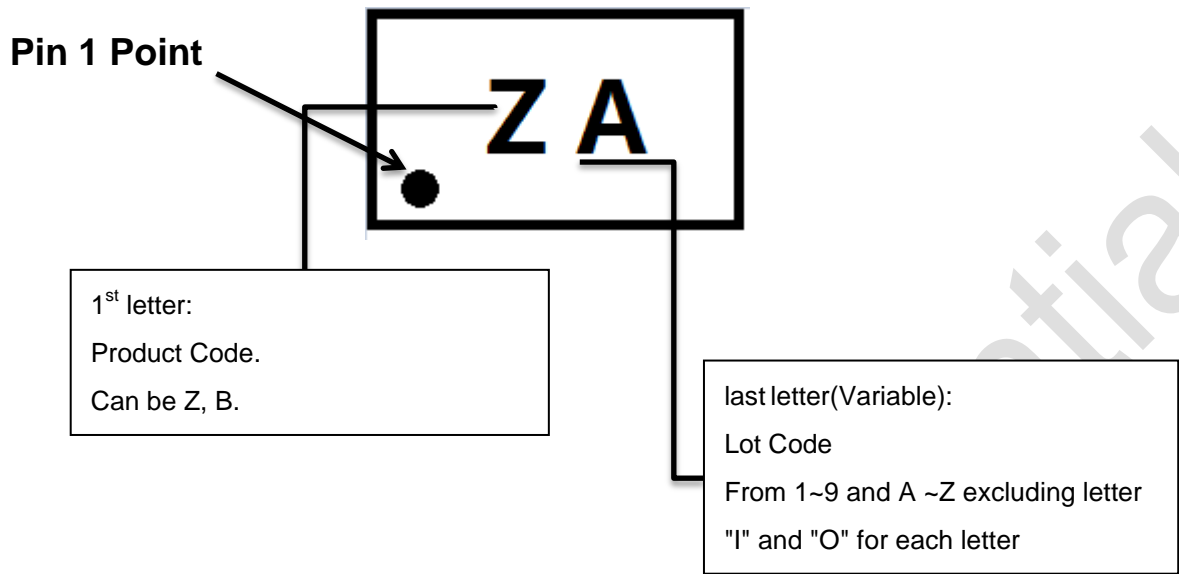 Pin 1 Point
Z A
1st letter:
Product Code.
Can be Z, B.
last letter(Variable):
Lot Code
From 1~9 and A ~Z excluding letter
"I" and "O" for each letter